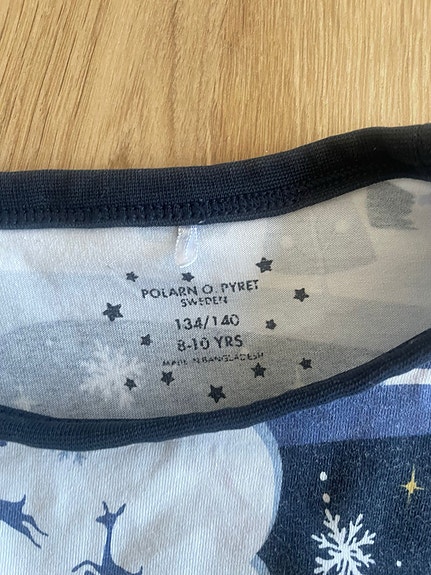 POLARN O. PYRET
SWEDEN
134/140
8-10 YRS
MADE IN BANGLADESH